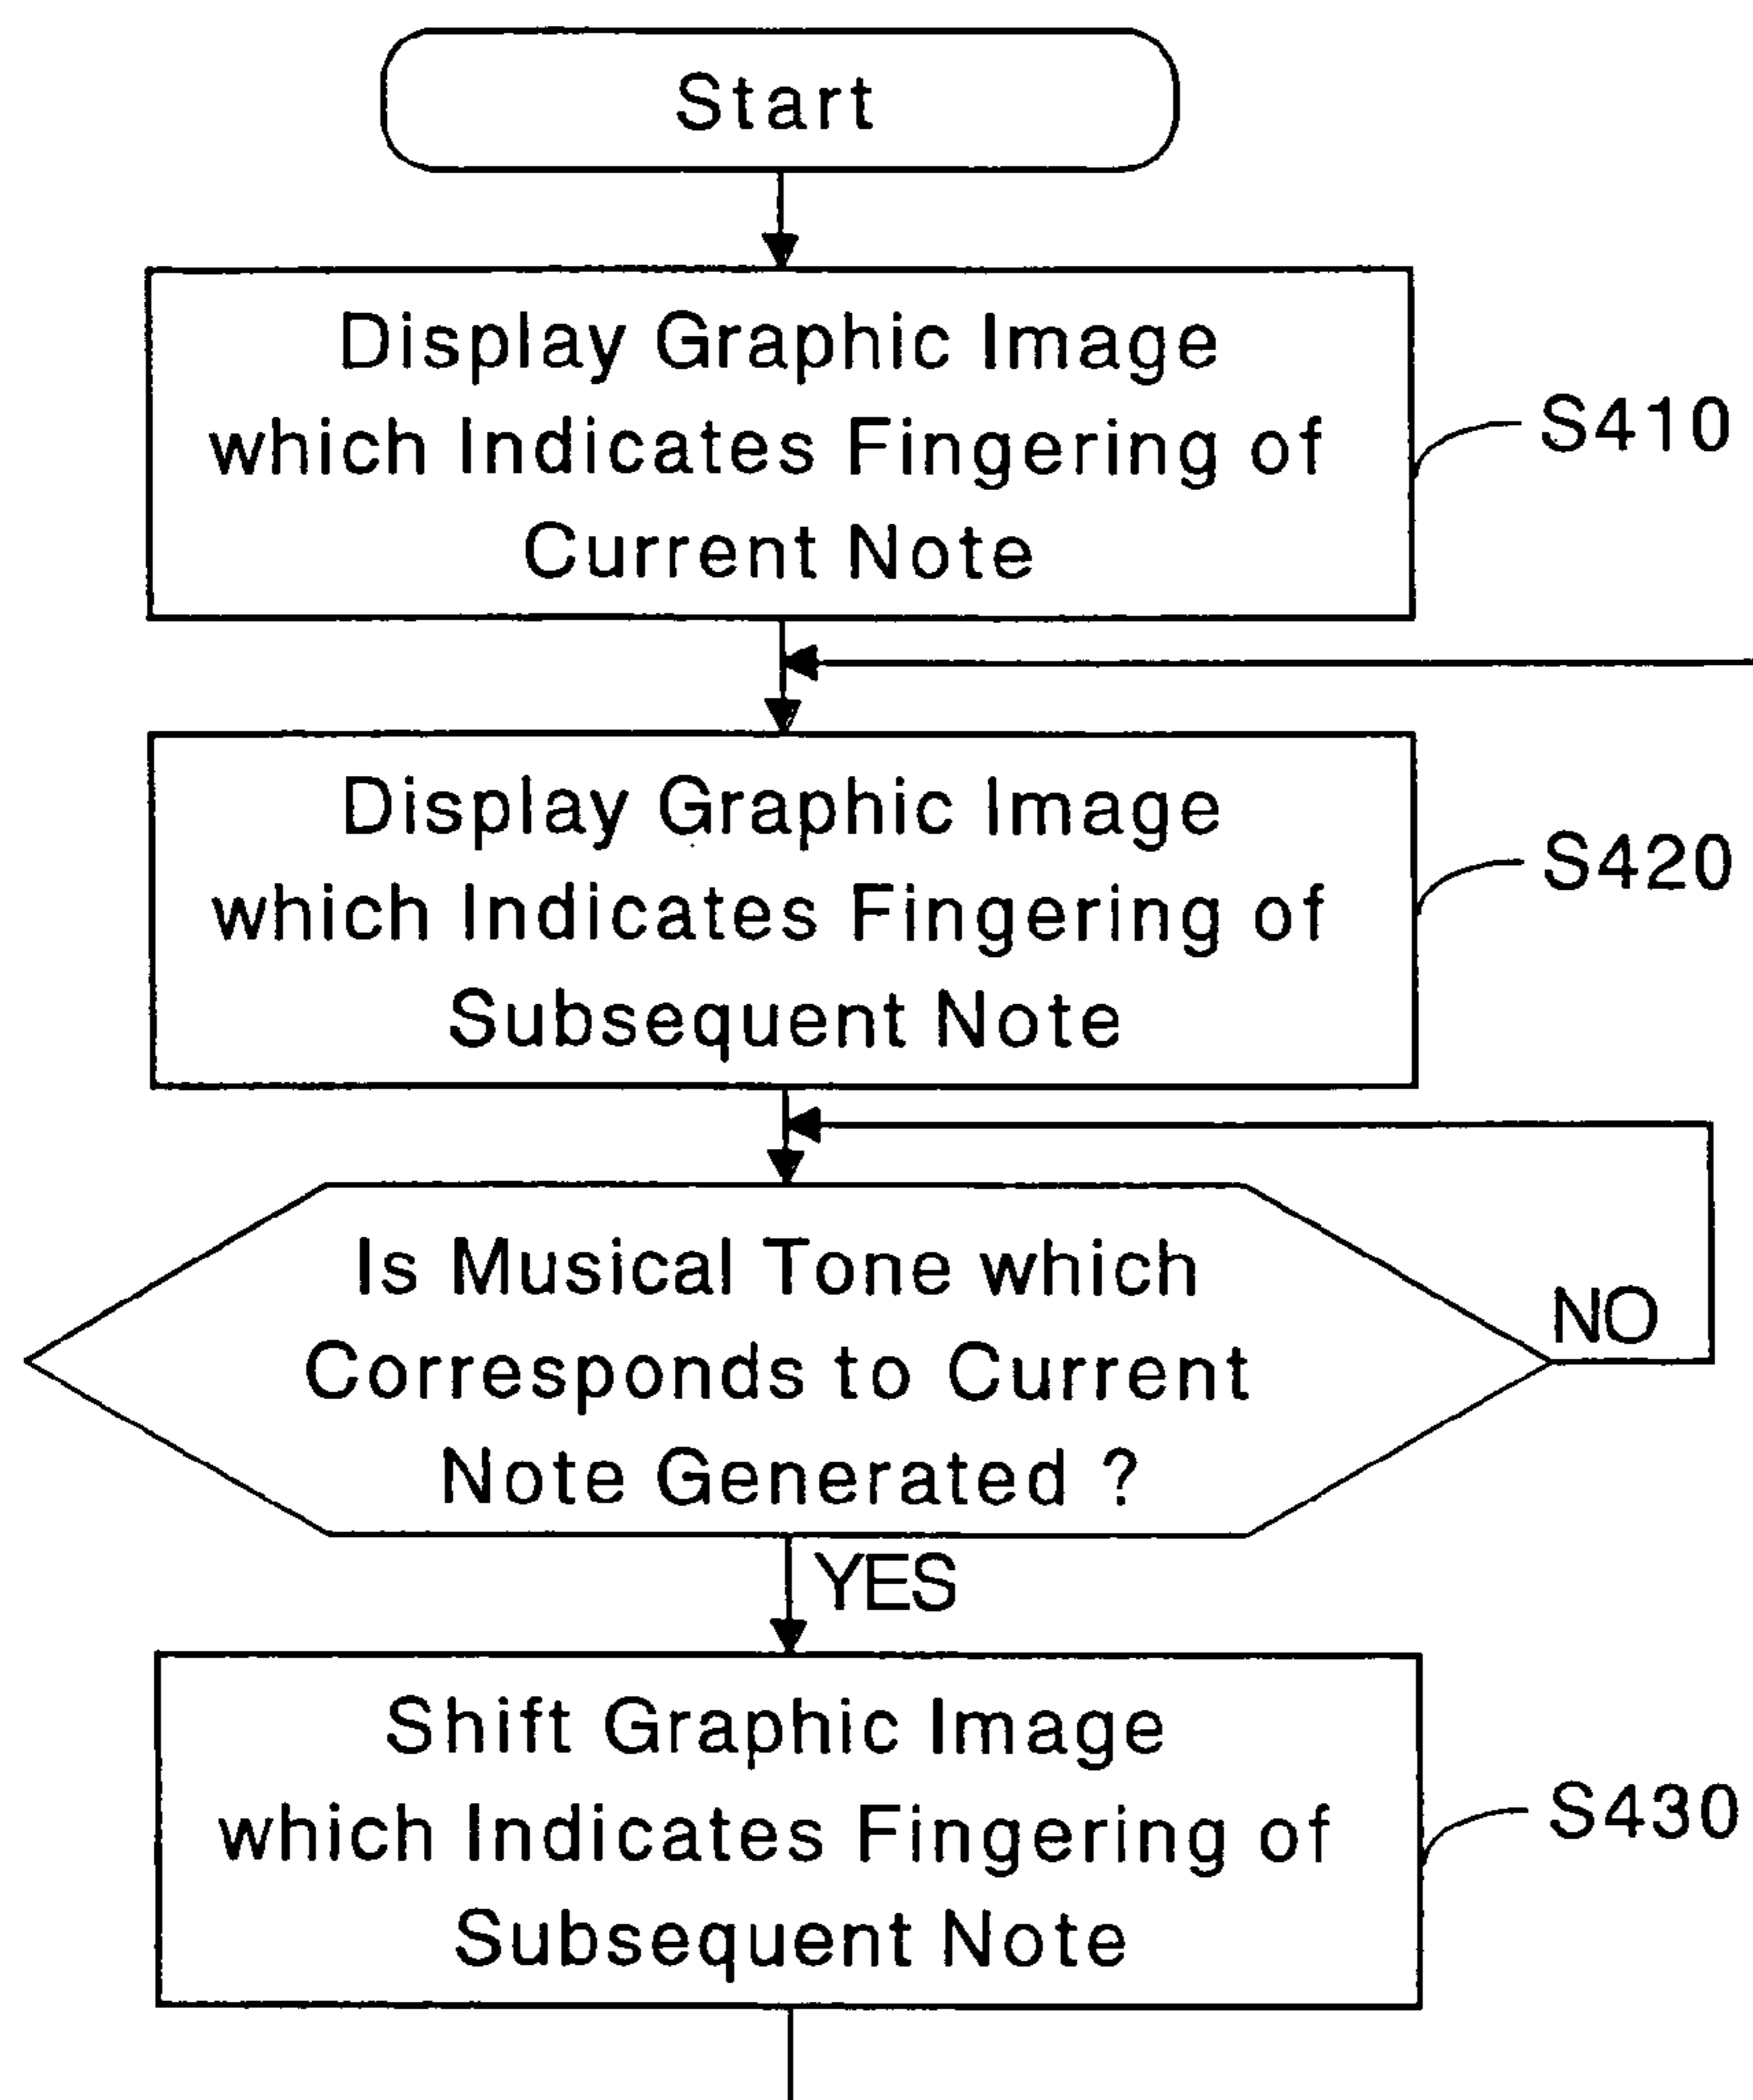 Start
Display Graphic Image
which Indicates Fingering of
Current Note
S410
Display Graphic Image
which Indicates Fingering of
Subsequent Note
S420
Is Musical Tone which
Corresponds to Current
Note Generated ?
NO
YES
Shift Graphic Image
which Indicates Fingering of
Subsequent Note
S430